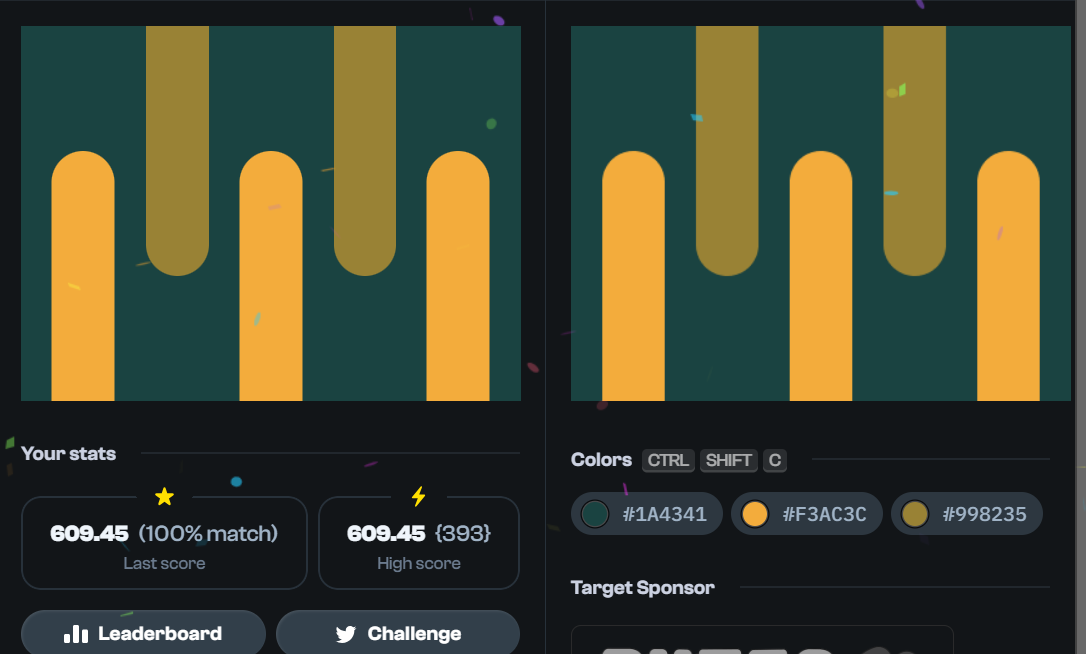 Your stats
609.45 (100% match)
Last score
609.45 {393}
High score
Leaderboard
Challenge
Colors CTRL SHIFT C
#1A4341
#F3AC3C
#998235
Target Sponsor